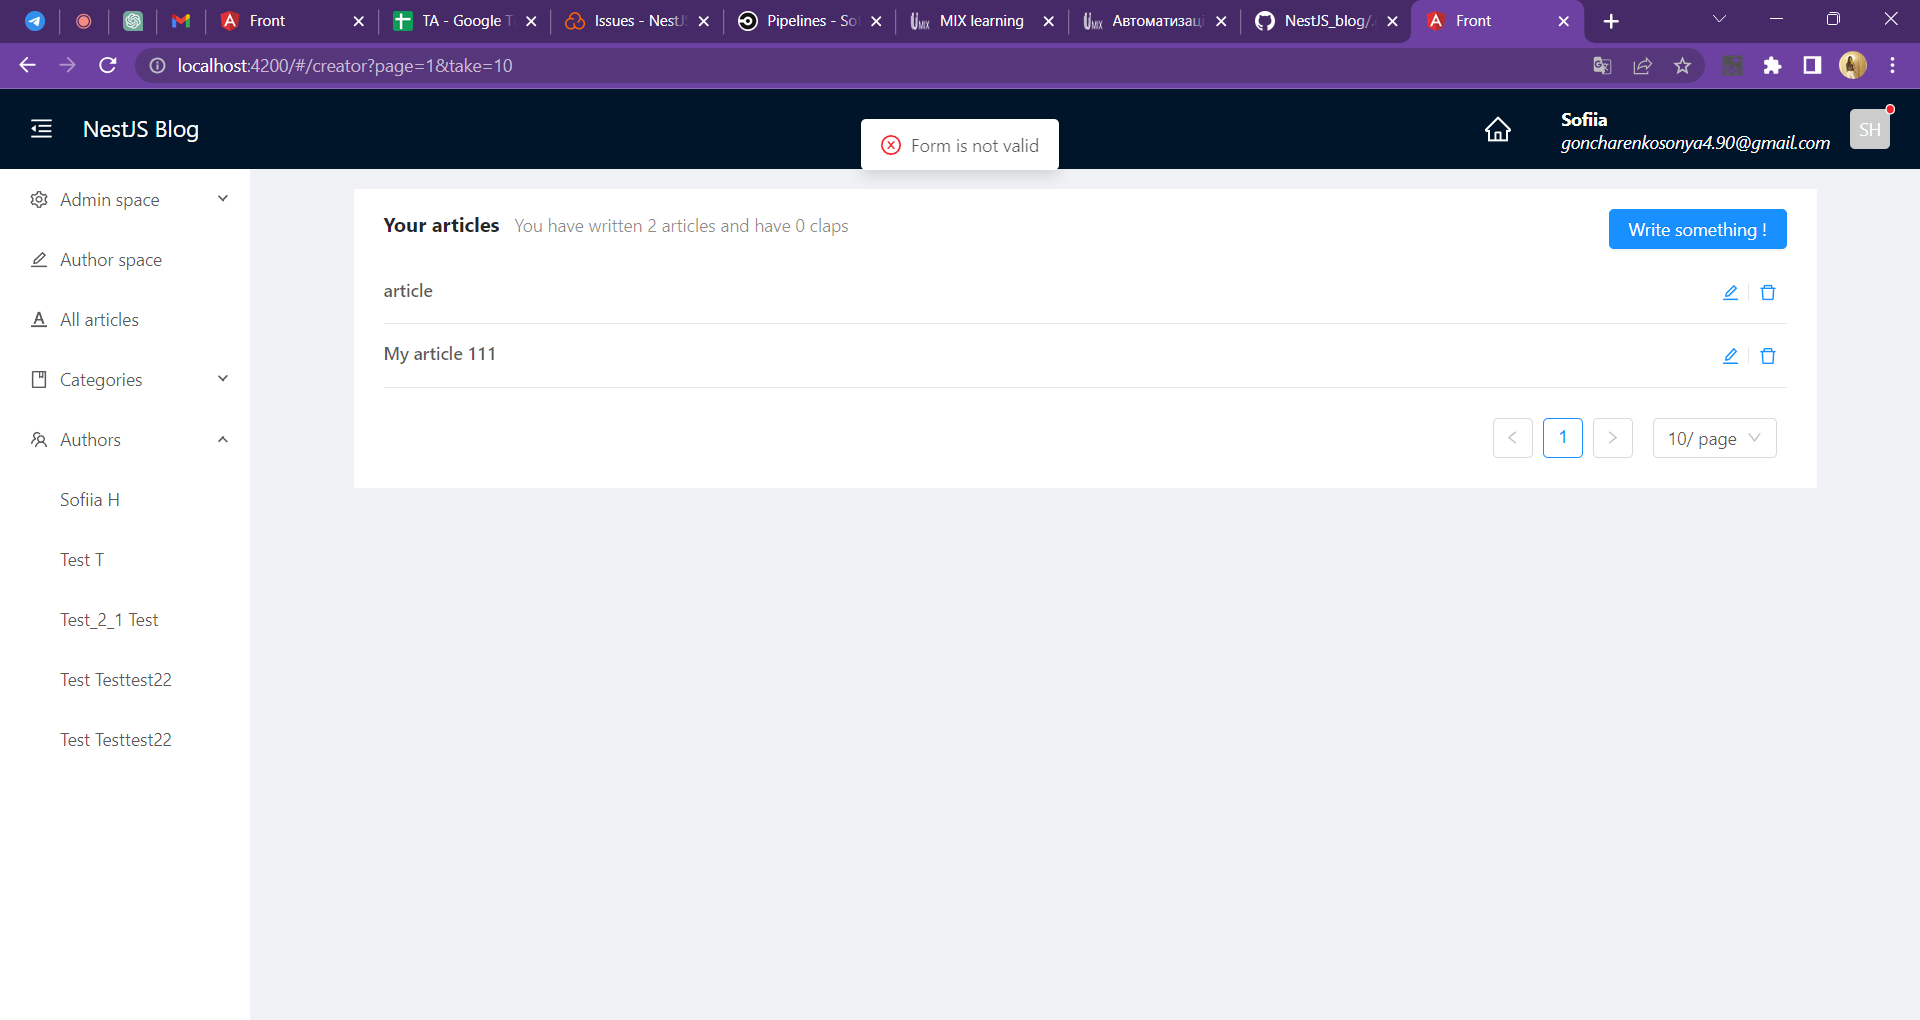 Front
TA - Google T
Issues - NestJS
Pipelines - So
MIX learning
Автоматизаці
NestJS_blog/.
Front
localhost:4200/#/creator?page=1&take=10
NestJS Blog
Form is not valid
Sofiia
goncharenkosonya4.90@gmail.com
SH
Admin space
Author space
All articles
Categories
Authors
Sofiia H
Test T
Test_2_1 Test
Test Testtest22
Test Testtest22
Your articles You have written 2 articles and have 0 claps
Write something !
article
My article 111
< 1 >
10/ page